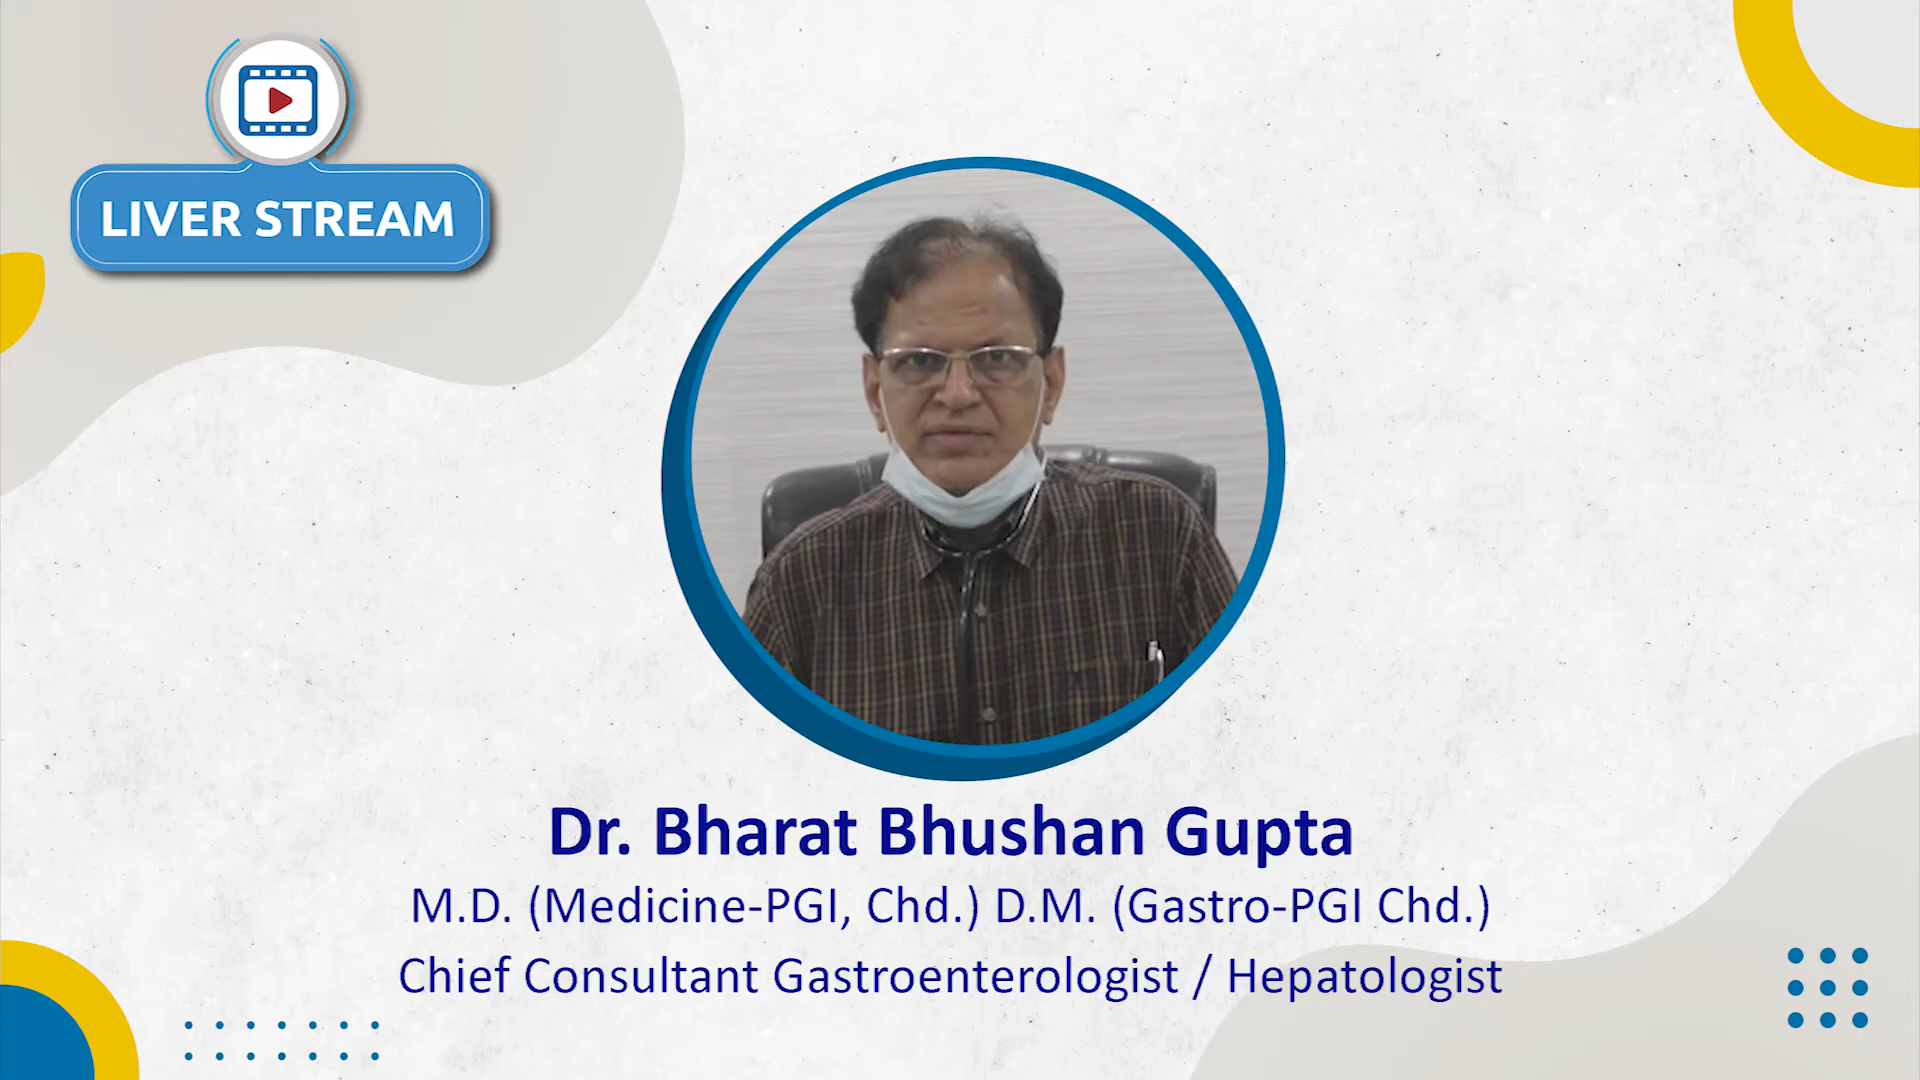 LIVER STREAM
Dr. Bharat Bhushan Gupta
M.D. (Medicine-PGI, Chd.) D.M. (Gastro-PGI Chd.)
Chief Consultant Gastroenterologist / Hepatologist